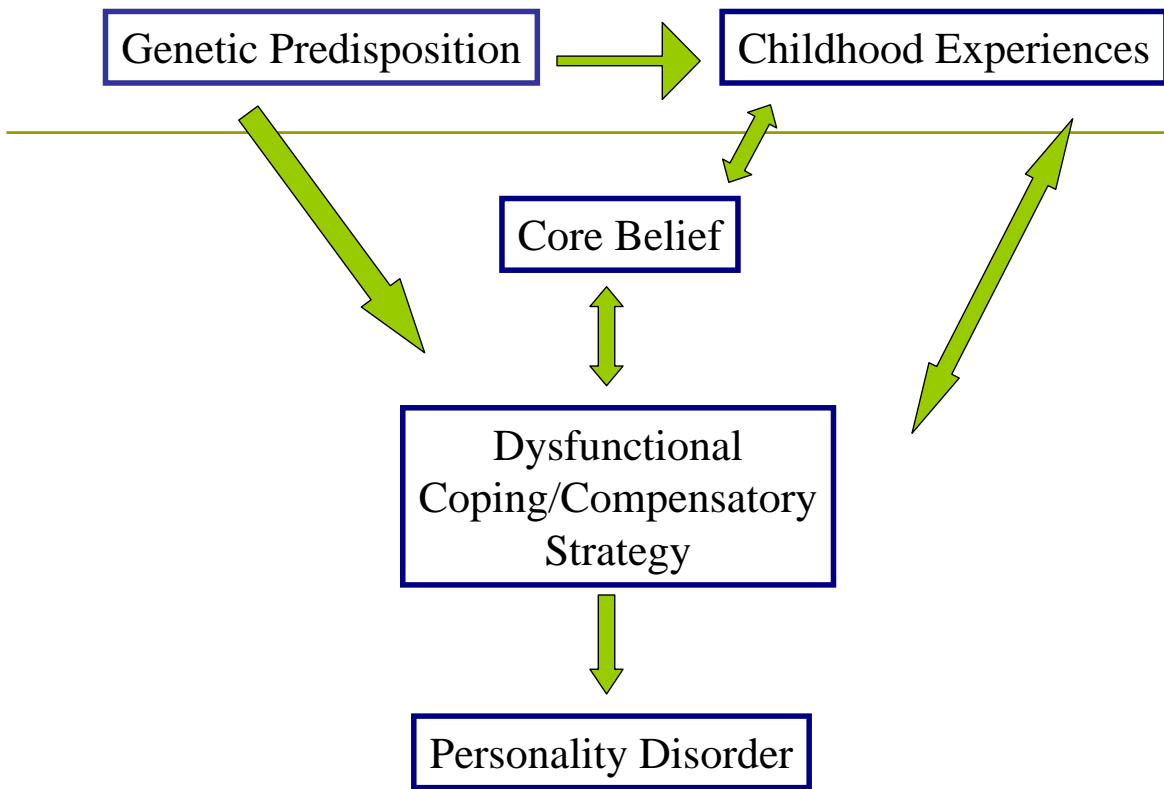 Genetic Predisposition
Childhood Experiences
Core Belief
Dysfunctional
Coping/Compensatory
Strategy
Personality Disorder